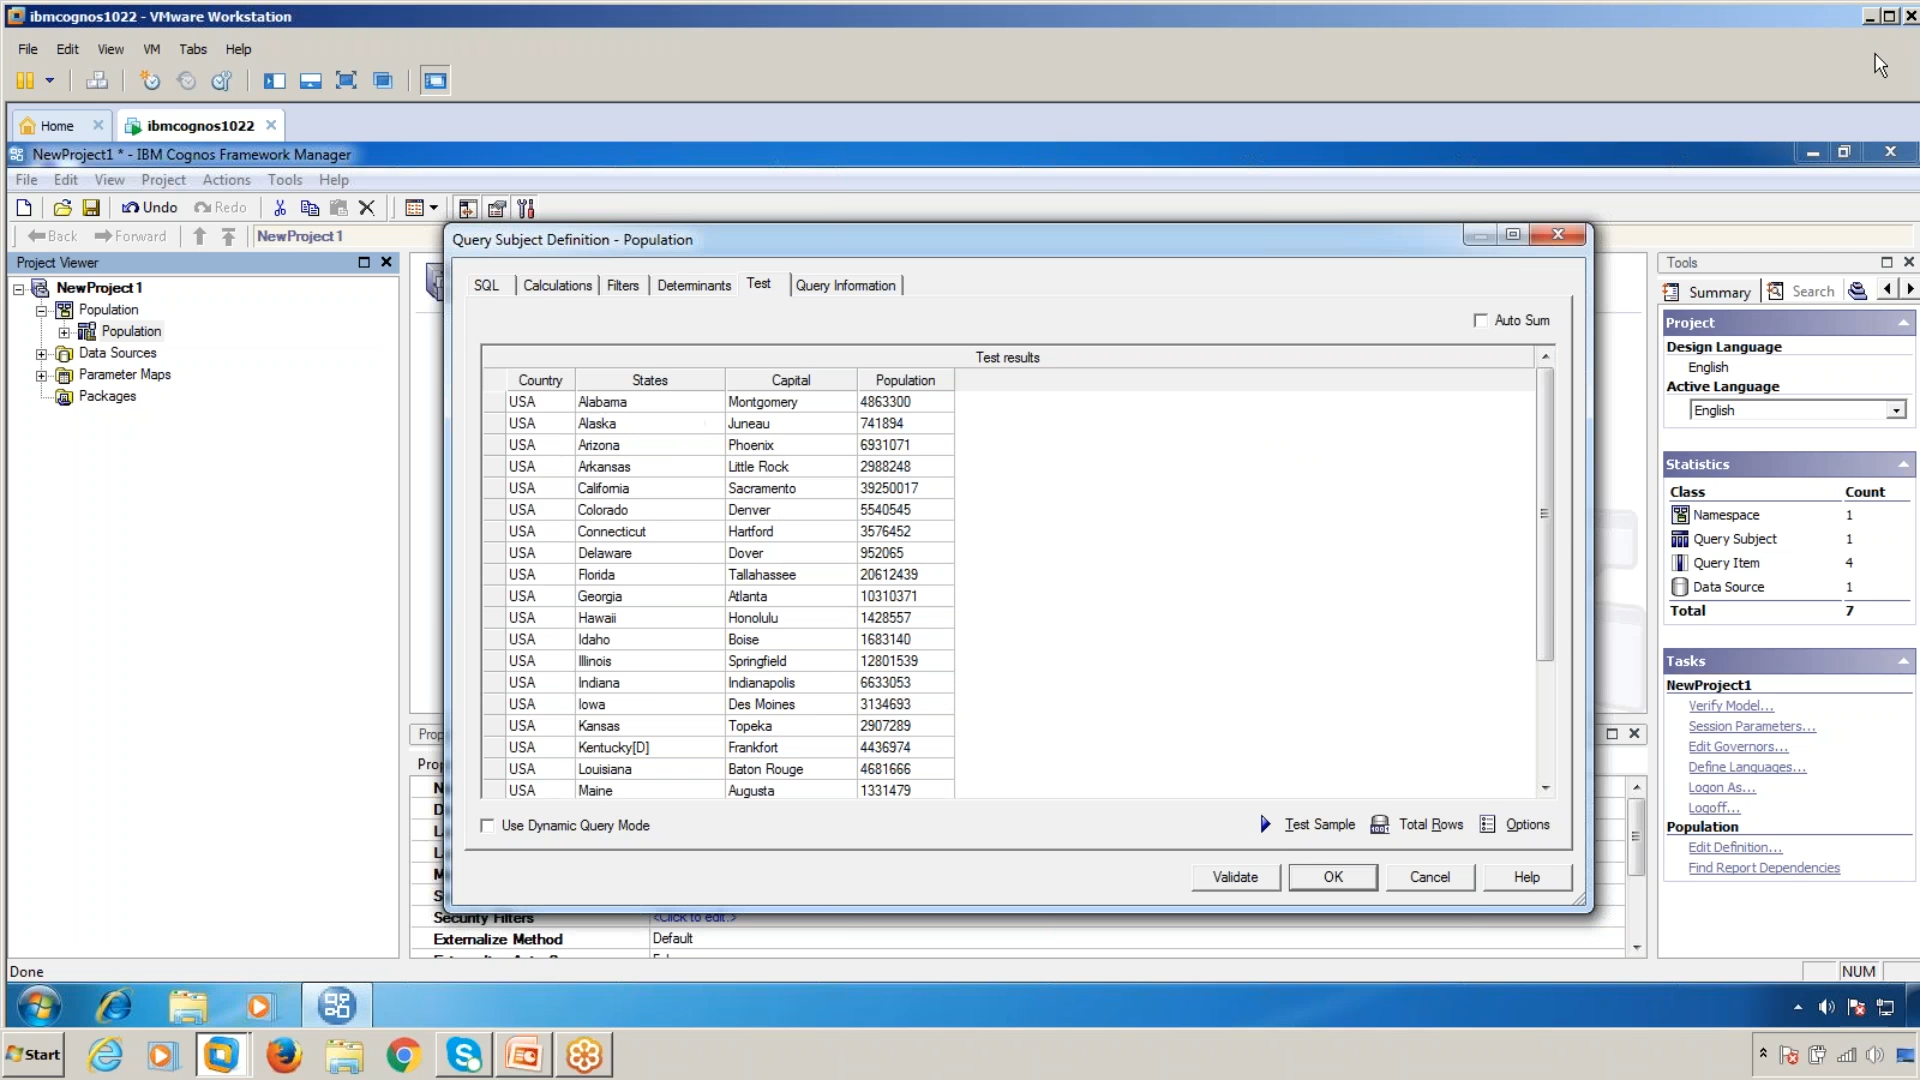 ibmcognos1022 - VMware Workstation
File Edit View VM Tabs Help
Home ibmcognos1022
NewProject1 * - IBM Cognos Framework Manager
File Edit View Project Actions Tools Help
Undo Redo
Back Forward NewProject1
Project Viewer
NewProject1
Population
Population
Data Sources
Parameter Maps
Packages
Query Subject Definition - Population
SQL Calculations Filters Determinants Test Query Information
Auto Sum
Test results
Country States Capital Population
USA Alabama Montgomery 4863300
USA Alaska Juneau 741894
USA Arizona Phoenix 6931071
USA Arkansas Little Rock 2988248
USA California Sacramento 39250017
USA Colorado Denver 5540545
USA Connecticut Hartford 3576452
USA Delaware Dover 952065
USA Florida Tallahassee 20612439
USA Georgia Atlanta 10310371
USA Hawaii Honolulu 1428557
USA Idaho Boise 1683140
USA Illinois Springfield 12801539
USA Indiana Indianapolis 6633053
USA Iowa Des Moines 3134693
USA Kansas Topeka 2907289
USA Kentucky[D] Frankfort 4436974
USA Louisiana Baton Rouge 4681666
USA Maine Augusta 1331479
Use Dynamic Query Mode Test Sample Total Rows Options
Validate OK Cancel Help
Prop
Prop
Security Filters <Click to edit.>
Externalize Method Default
Tools
Summary Search
Project
Design Language
English
Active Language
English
Statistics
Class Count
Namespace 1
Query Subject 1
Query Item 4
Data Source 1
Total 7
Tasks
NewProject1
Verify Model...
Session Parameters...
Edit Governors...
Define Languages...
Logon As...
Logoff...
Population
Edit Definition...
Find Report Dependencies
Done NUM
Start